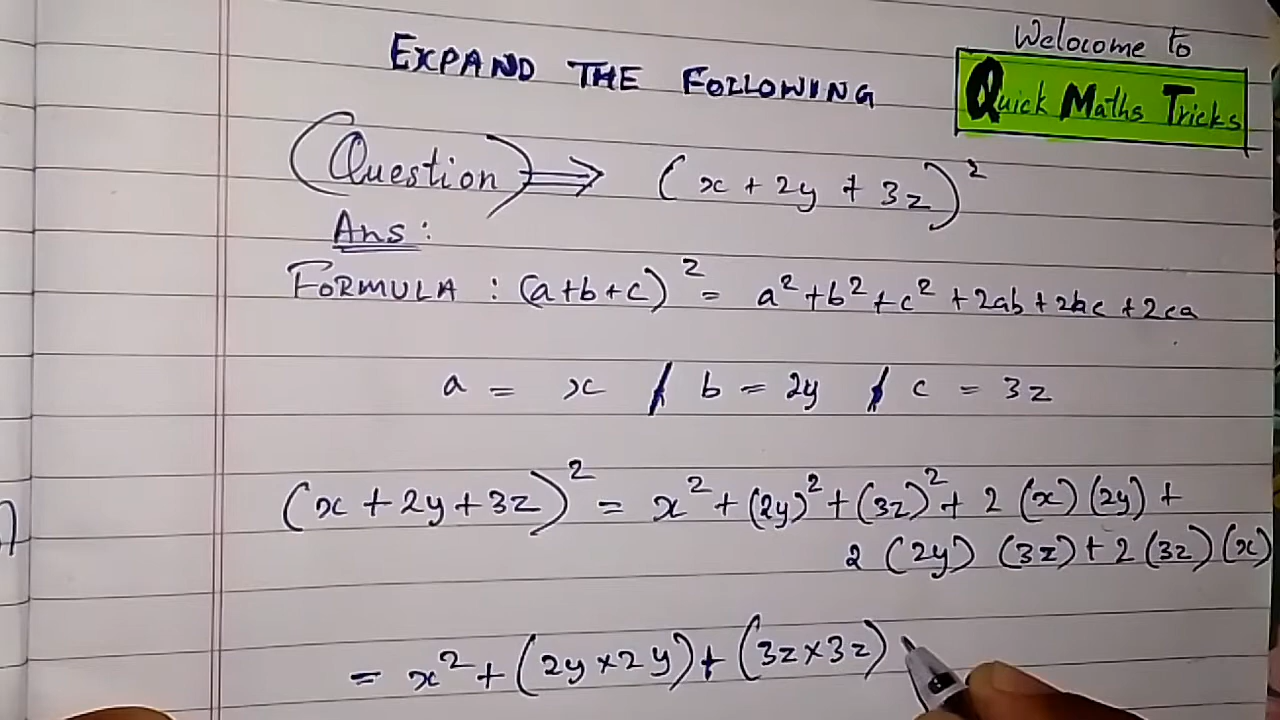 Welocome to
Quick Maths Tricks
EXPAND THE FOLLOWING
(Question) ⇒ (x + 2y + 3z)²
Ans :
FORMULA : (a+b+c)² = a² + b² + c² + 2ab + 2bc + 2ca
a = x / b = 2y / c = 3z
(x + 2y + 3z)² = x² + (2y)² + (3z)² + 2 (x) (2y) +
2 (2y) (3z) + 2 (3z) (x)
= x² + (2y × 2y) + (3z × 3z)